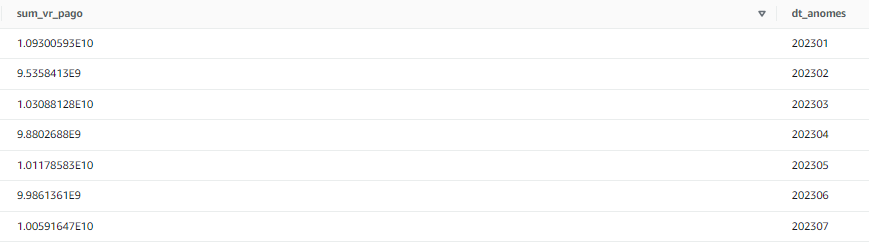 sum_vr_pago dt_anomes
1.09300593E10 202301
9.5358413E9 202302
1.03088128E10 202303
9.8802688E9 202304
1.01178583E10 202305
9.9861361E9 202306
1.00591647E10 202307